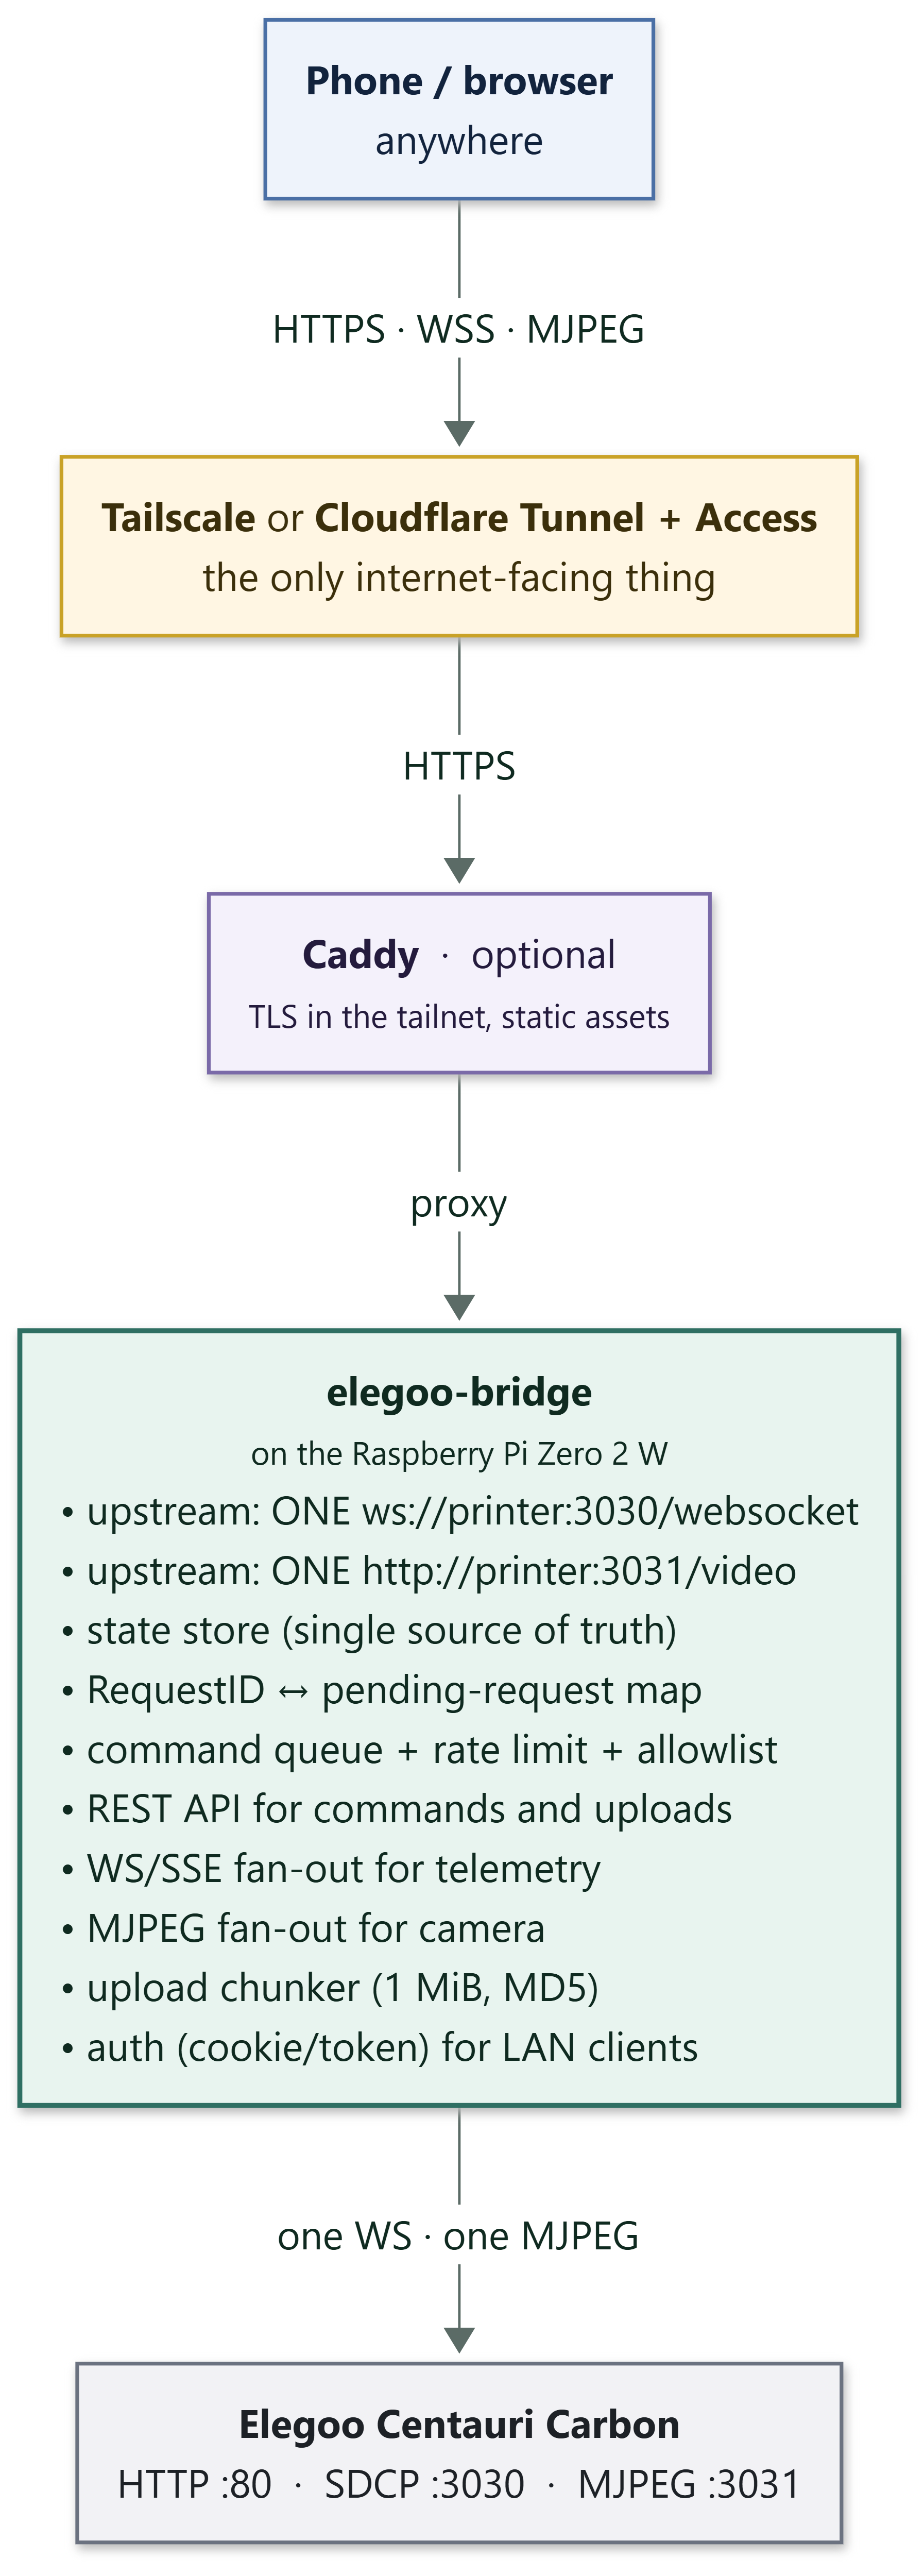 Phone / browser
anywhere
HTTPS · WSS · MJPEG
Tailscale or Cloudflare Tunnel + Access
the only internet-facing thing
HTTPS
Caddy · optional
TLS in the tailnet, static assets
proxy
elegoo-bridge
on the Raspberry Pi Zero 2 W
• upstream: ONE ws://printer:3030/websocket
• upstream: ONE http://printer:3031/video
• state store (single source of truth)
• RequestID ↔ pending-request map
• command queue + rate limit + allowlist
• REST API for commands and uploads
• WS/SSE fan-out for telemetry
• MJPEG fan-out for camera
• upload chunker (1 MiB, MD5)
• auth (cookie/token) for LAN clients
one WS · one MJPEG
Elegoo Centauri Carbon
HTTP :80 · SDCP :3030 · MJPEG :3031